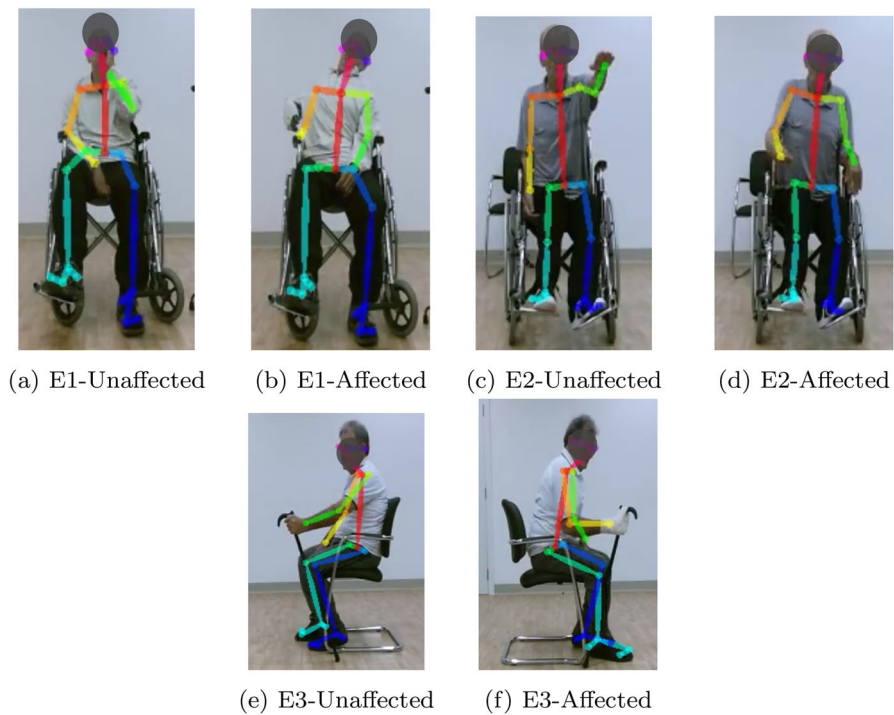 (a) E1-Unaffected
(b) E1-Affected
(c) E2-Unaffected
(d) E2-Affected
(e) E3-Unaffected
(f) E3-Affected